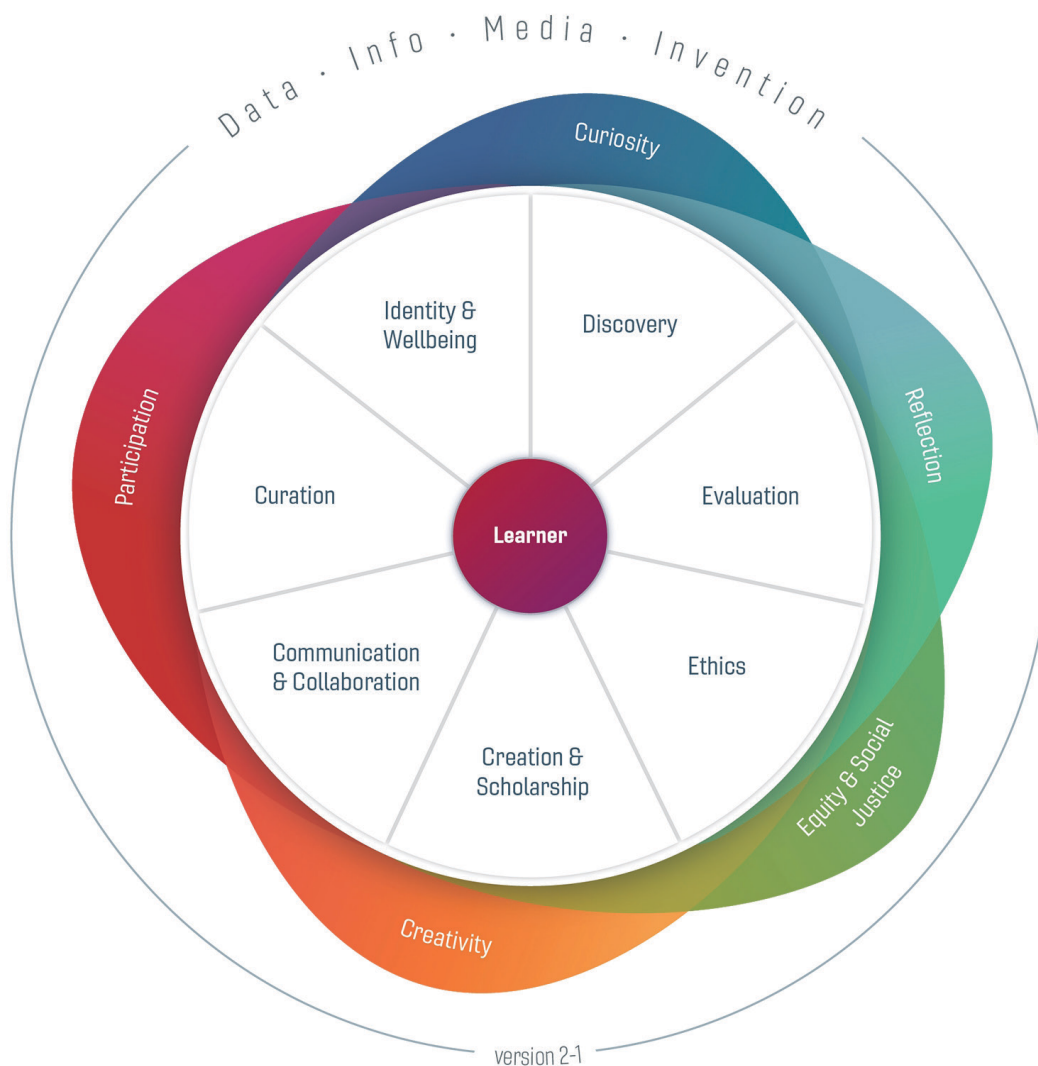 Data · Info · Media · Invention
Curiosity
Reflection
Equity & Social
Justice
Creativity
Participation
Identity &
Wellbeing
Discovery
Evaluation
Ethics
Creation &
Scholarship
Communication
& Collaboration
Curation
Learner
version 2-1